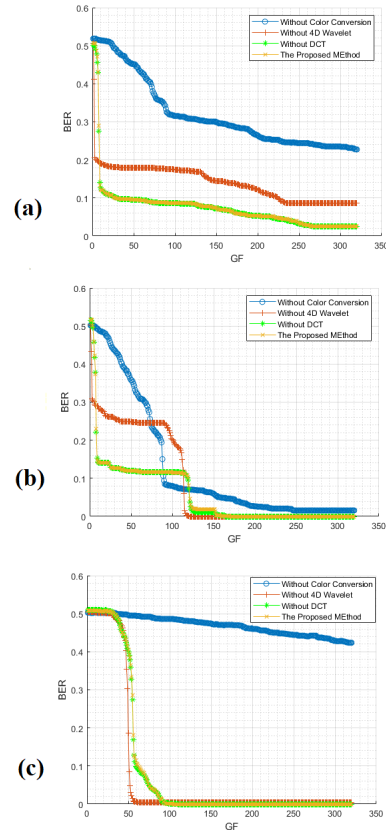 (a)
BER
0.6
0.5
0.4
0.3
0.2
0.1
0
0 50 100 150 200 250 300 350
GF
Without Color Conversion
Without 4D Wavelet
Without DCT
The Proposed MEthod
(b)
BER
0.6
0.5
0.4
0.3
0.2
0.1
0
0 50 100 150 200 250 300 350
GF
Without Color Conversion
Without 4D Wavelet
Without DCT
The Proposed MEthod
(c)
BER
0.6
0.5
0.4
0.3
0.2
0.1
0
0 50 100 150 200 250 300 350
GF
Without Color Conversion
Without 4D Wavelet
Without DCT
The Proposed MEthod